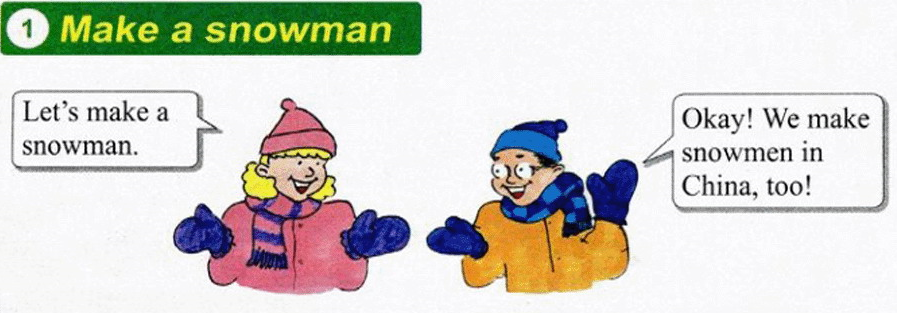 1 Make a snowman
Let's make a
snowman.
Okay! We make
snowmen in
China, too!